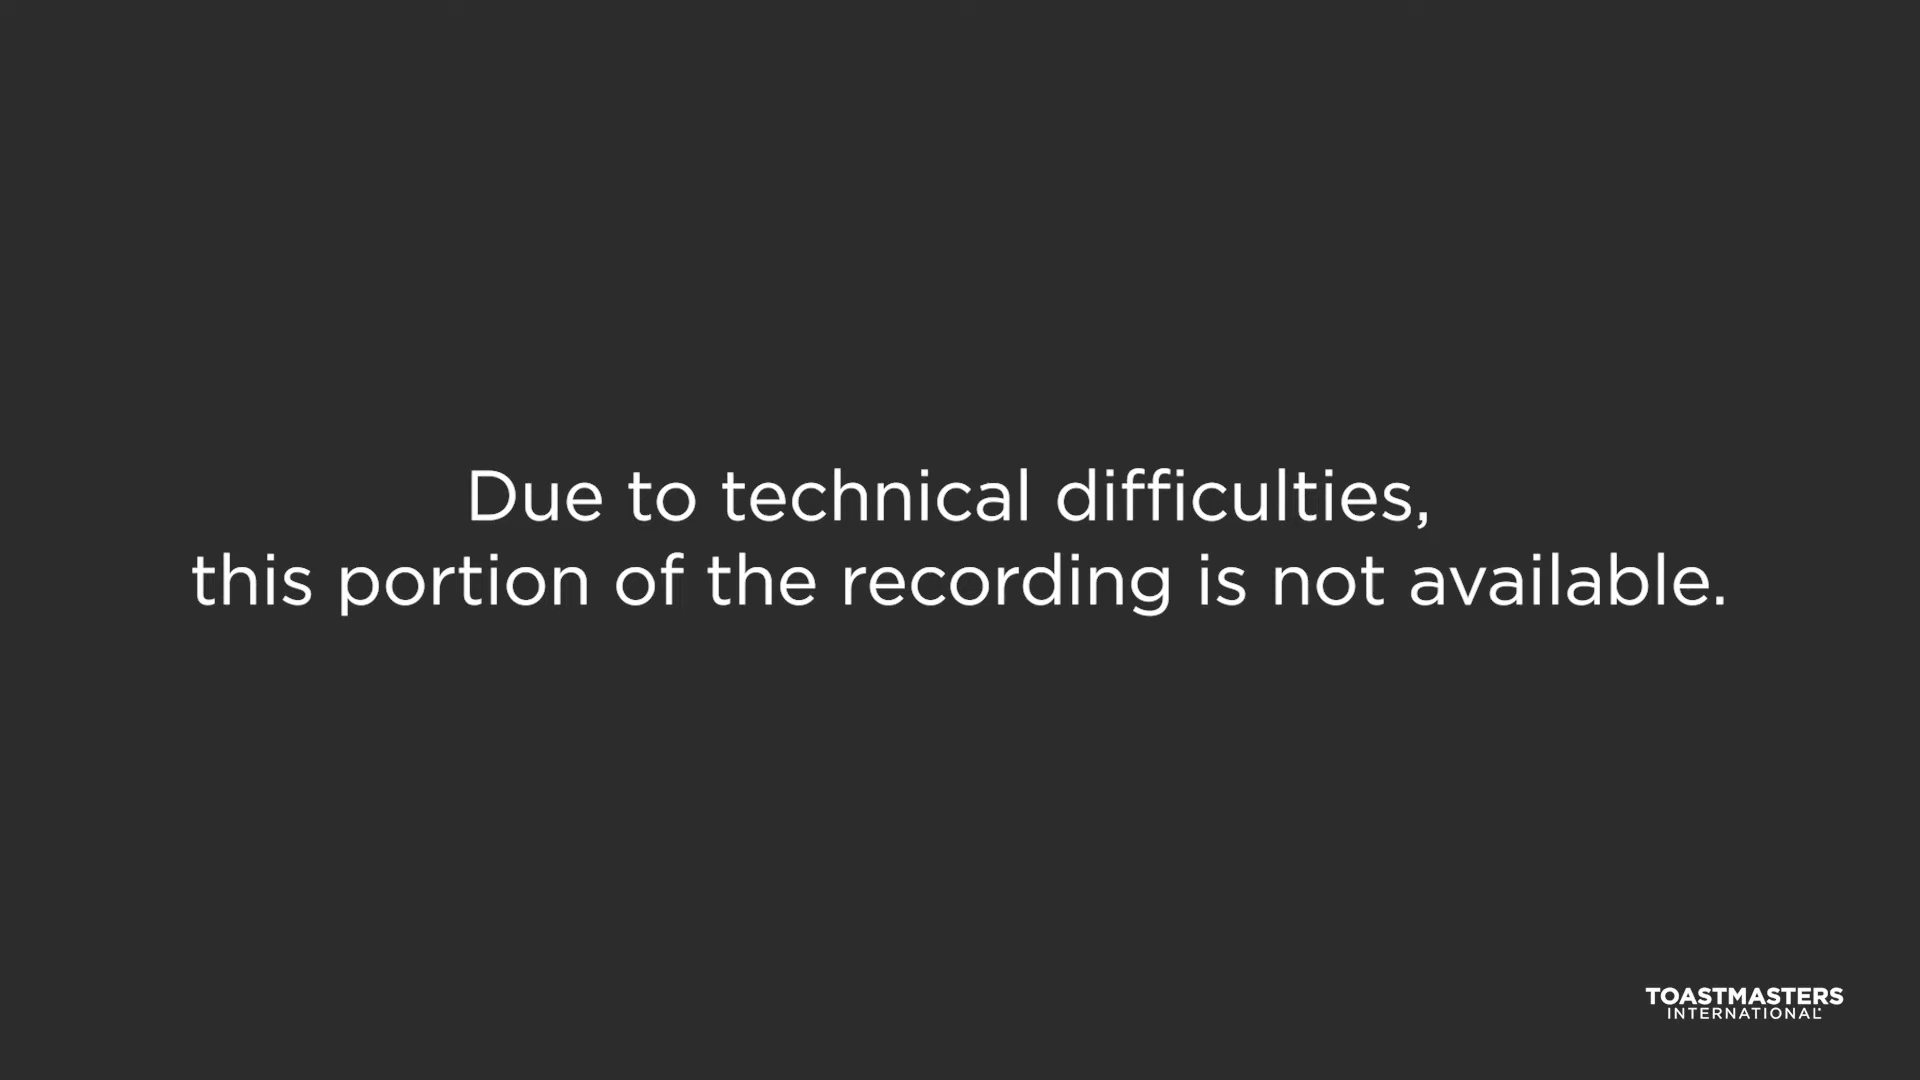 Due to technical difficulties,
this portion of the recording is not available.
TOASTMASTERS
INTERNATIONAL